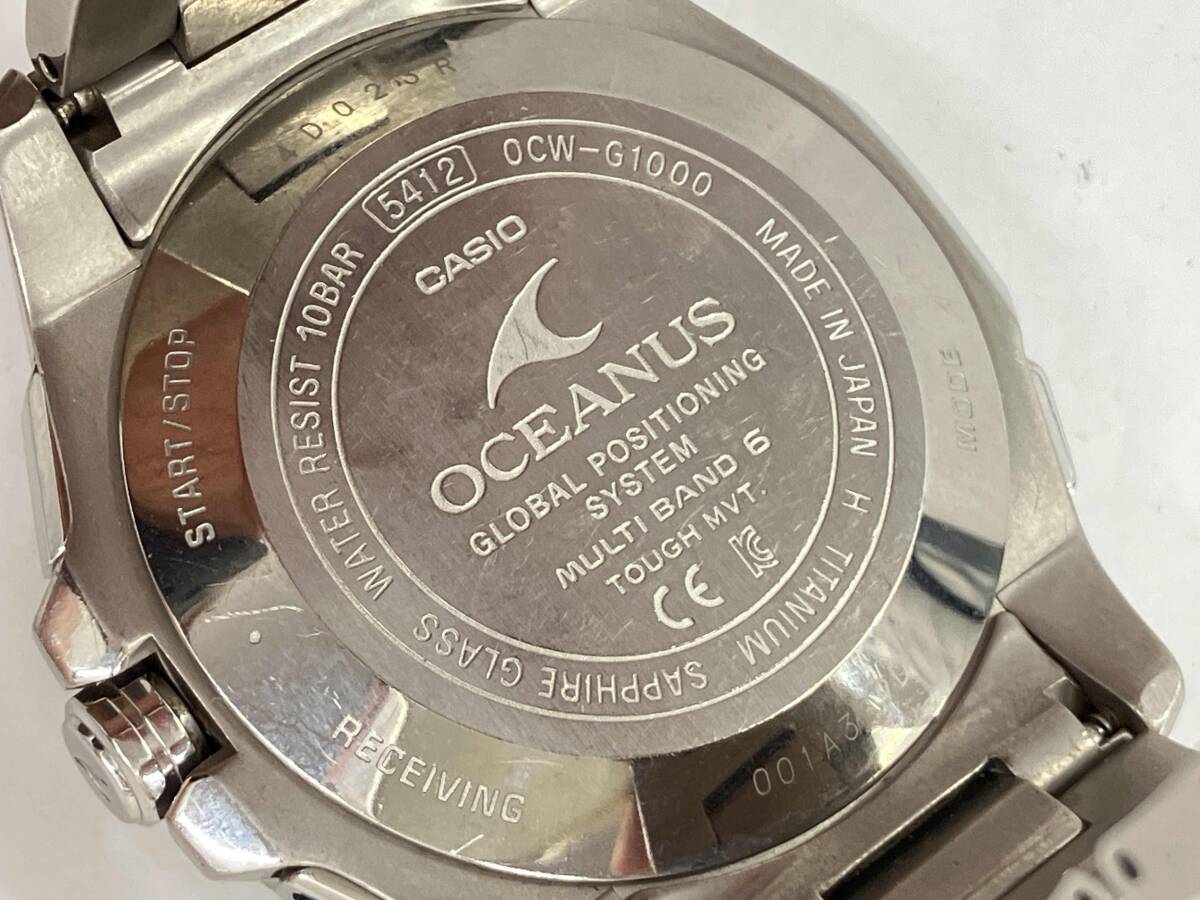 CASIO
OCEANUS
GLOBAL POSITIONING
SYSTEM
MULTI BAND 6
TOUGH MVT.
CE
WATER RESIST 10BAR 5412 OCW-G1000 MADE IN JAPAN H TITANIUM SAPPHIRE GLASS
START/STOP
MODE
RECEIVING